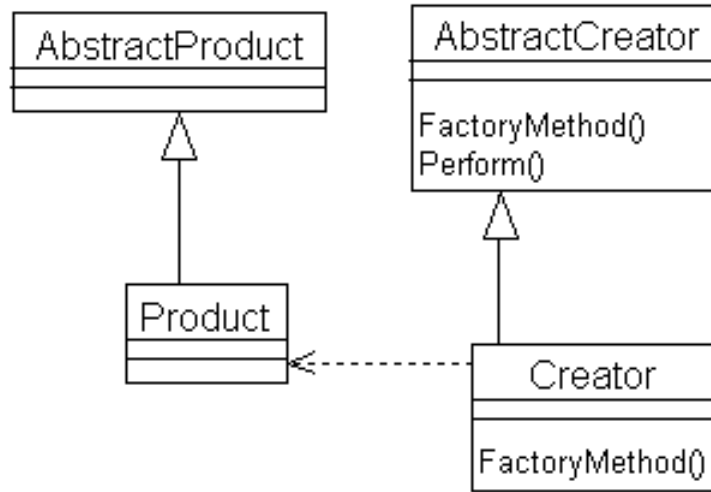 AbstractProduct
AbstractCreator
FactoryMethod()
Perform()
Product
Creator
FactoryMethod()